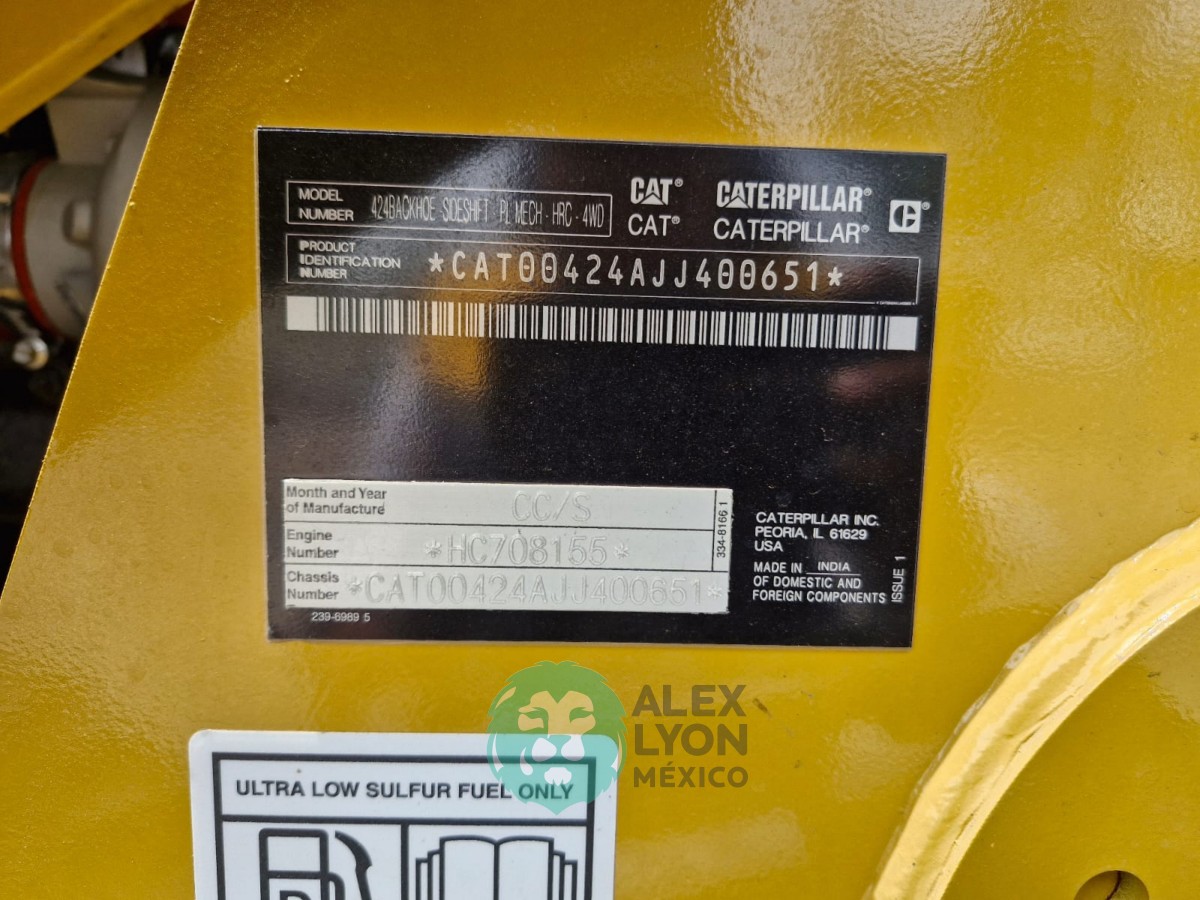 MODEL NUMBER 424BACKHOE SIDESHIFT PL MECH - HRC - 4WD
CAT® CATERPILLAR®
CAT® CATERPILLAR® C®
PRODUCT IDENTIFICATION NUMBER *CAT00424AJJ400651*
Month and Year of Manufacture CC/S
Engine Number *HC708155*
Chassis Number *CAT00424AJJ400651*
334-8166 1
239-6989 5
CATERPILLAR INC.
PEORIA, IL 61629
USA
MADE IN INDIA
OF DOMESTIC AND
FOREIGN COMPONENTS
ISSUE 1
ALEX
LYON
MÉXICO
ULTRA LOW SULFUR FUEL ONLY
D